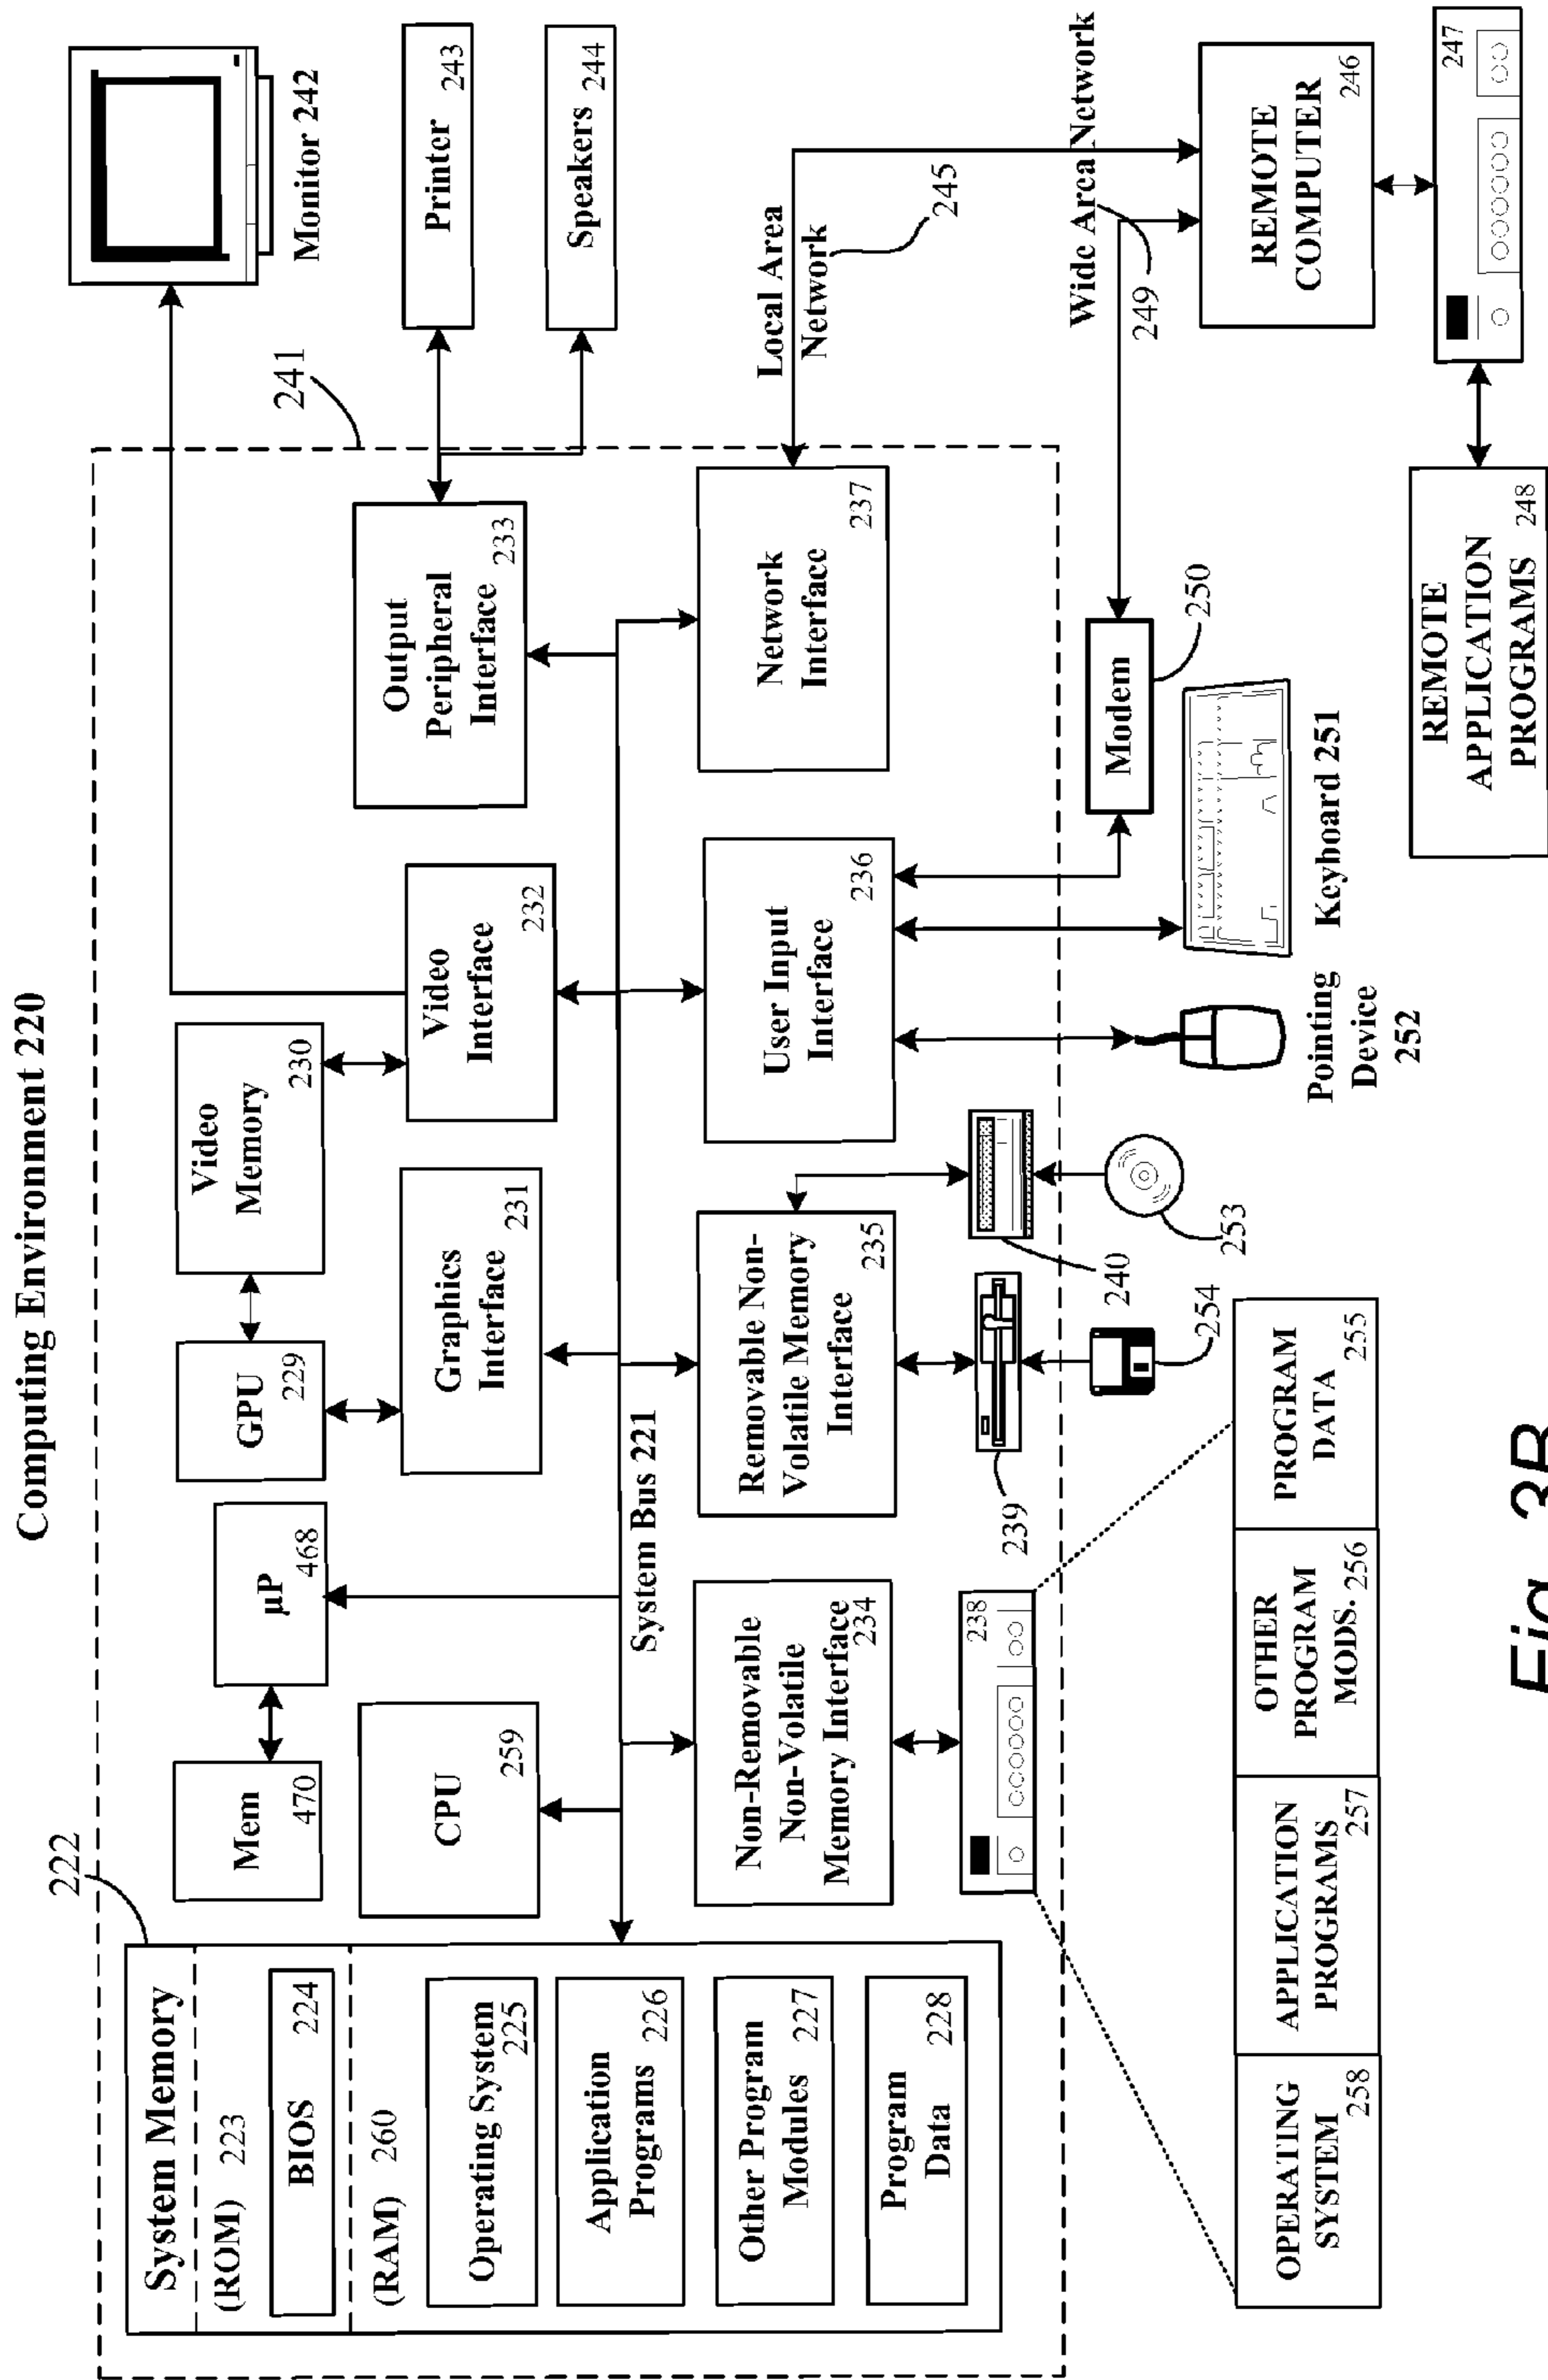 Computing Environment 220
222
System Memory
(ROM) 223
BIOS 224
(RAM) 260
Operating System
225
Application
Programs 226
Other Program
Modules 227
Program
Data 228
Mem
470
µP
468
CPU
259
GPU
229
Video
Memory
230
Graphics
Interface
231
Video
Interface
232
Output
Peripheral
Interface
233
241
Monitor 242
Printer
243
Speakers
244
System Bus 221
Non-Removable
Non-Volatile
Memory Interface
234
Removable Non-
Volatile Memory
Interface
235
User Input
Interface
236
Network
Interface
237
Local Area
Network
245
238
239
240
254
253
Pointing
Device
252
Keyboard 251
Modem
250
Wide Area Network
249
REMOTE
COMPUTER
246
247
REMOTE
APPLICATION
PROGRAMS 248
OPERATING
SYSTEM
258
APPLICATION
PROGRAMS
257
OTHER
PROGRAM
MODS. 256
PROGRAM
DATA
255
Fig. 3B